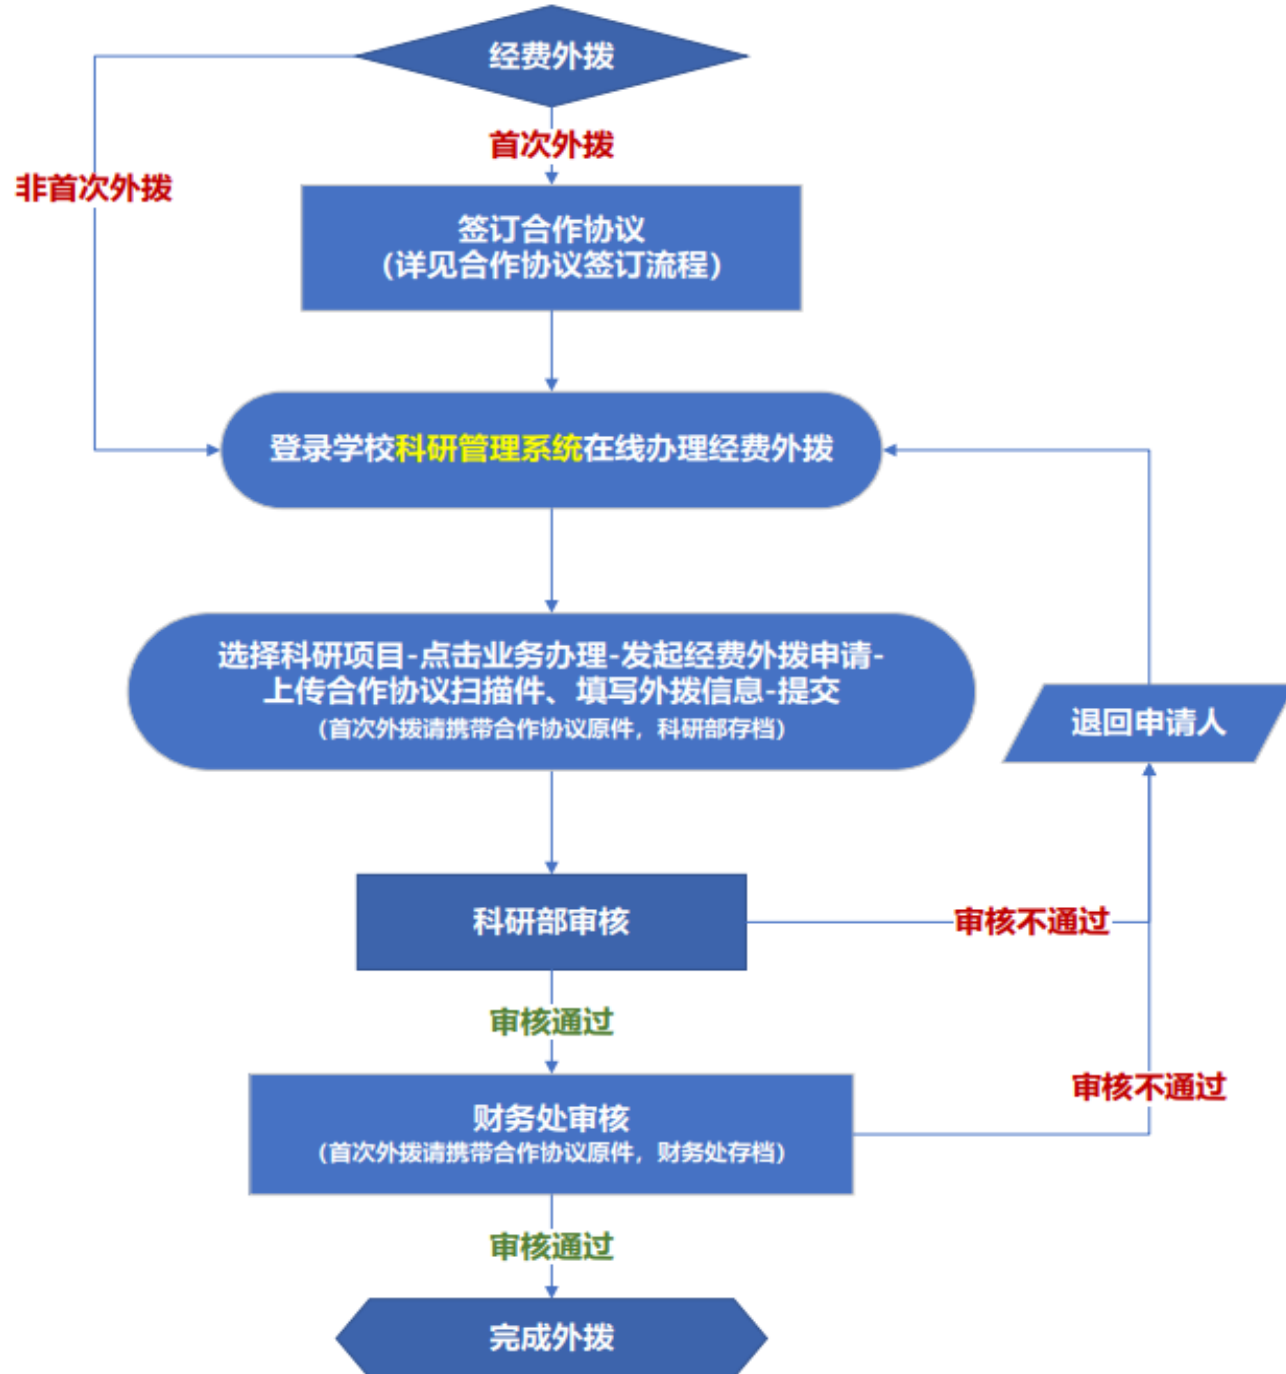 经费外拨
首次外拨
非首次外拨
签订合作协议
（详见合作协议签订流程）
登录学校科研管理系统在线办理经费外拨
选择科研项目-点击业务办理-发起经费外拨申请-
上传合作协议扫描件、填写外拨信息-提交
（首次外拨请携带合作协议原件，科研部存档）
退回申请人
科研部审核
审核不通过
审核通过
财务处审核
（首次外拨请携带合作协议原件，财务处存档）
审核不通过
审核通过
完成外拨